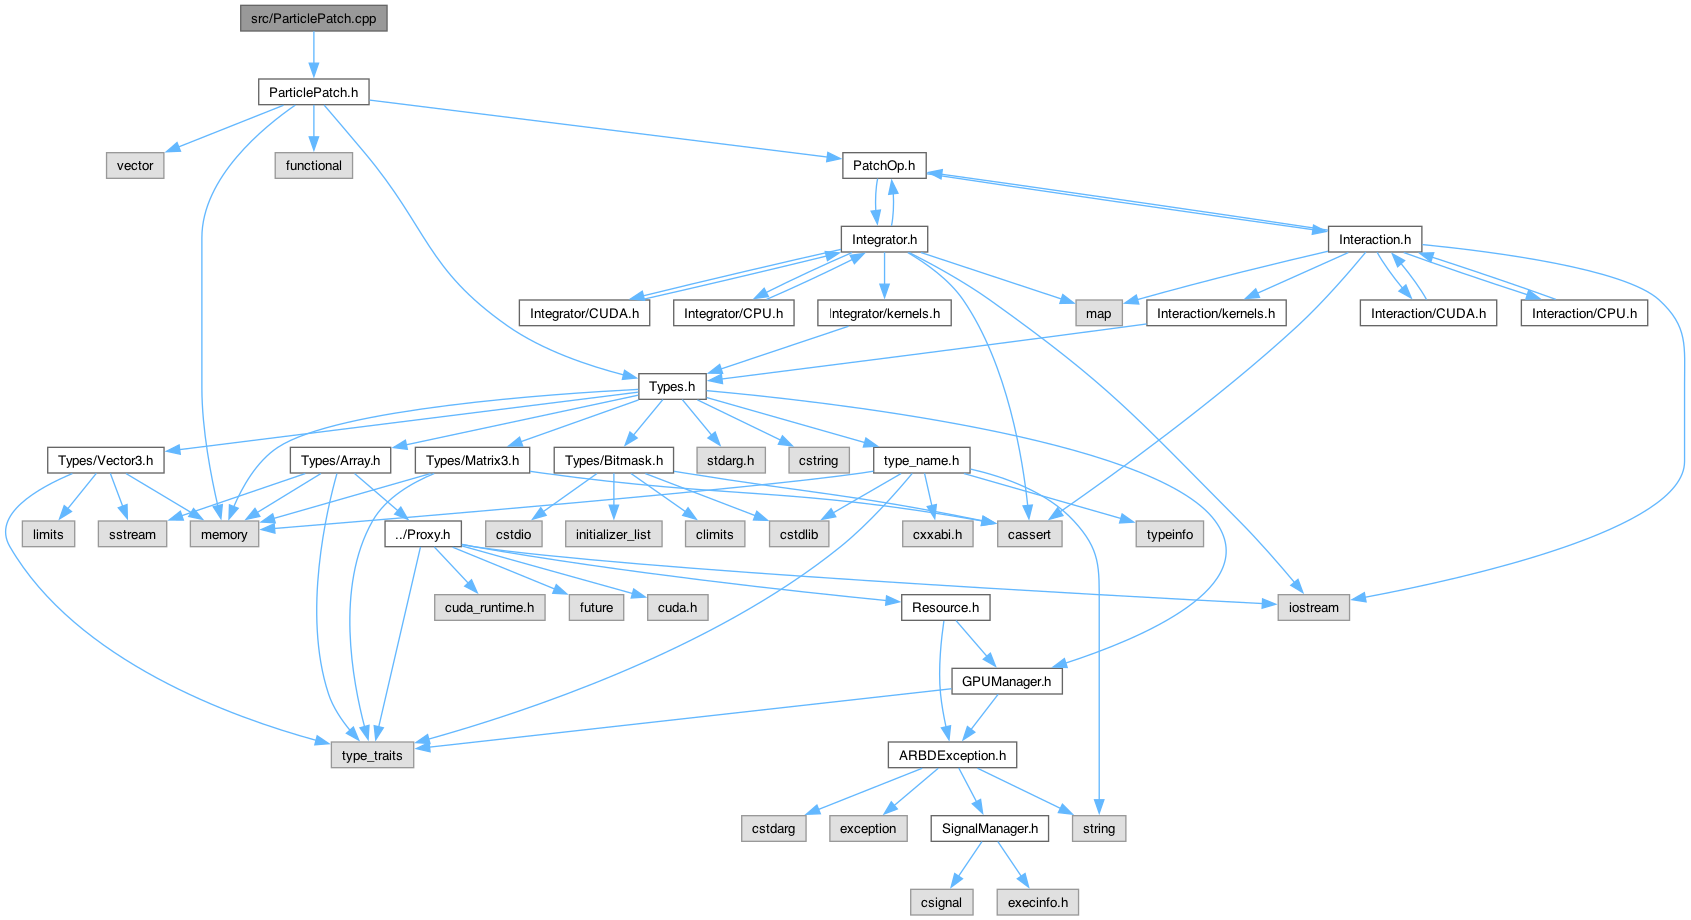 src/ParticlePatch.cpp
ParticlePatch.h
vector
functional
PatchOp.h
Integrator.h
Interaction.h
Integrator/CUDA.h
Integrator/CPU.h
Integrator/kernels.h
map
Interaction/kernels.h
Interaction/CUDA.h
Interaction/CPU.h
Types.h
Types/Vector3.h
Types/Array.h
Types/Matrix3.h
Types/Bitmask.h
stdarg.h
cstring
type_name.h
limits
sstream
memory
../Proxy.h
cstdio
initializer_list
climits
cstdlib
cxxabi.h
cassert
typeinfo
cuda_runtime.h
future
cuda.h
Resource.h
iostream
GPUManager.h
type_traits
ARBDException.h
cstdarg
exception
SignalManager.h
string
csignal
execinfo.h